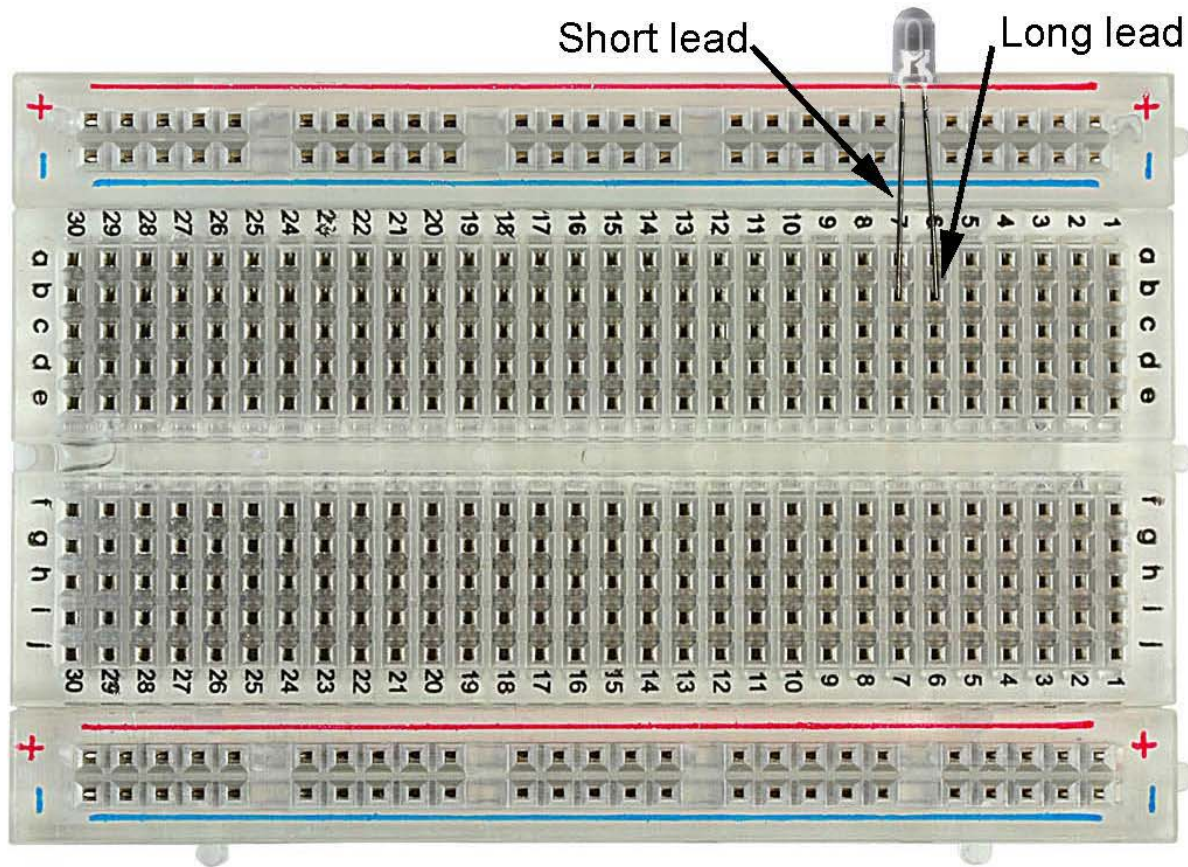 Short lead
Long lead
+ +
- -
30 29 28 27 26 25 24 23 22 21 20 19 18 17 16 15 14 13 12 11 10 9 8 7 6 5 4 3 2 1
a a
b b
c c
d d
e e
f f
g g
h h
i i
j j
30 29 28 27 26 25 24 23 22 21 20 19 18 17 16 15 14 13 12 11 10 9 8 7 6 5 4 3 2 1
+ +
- -